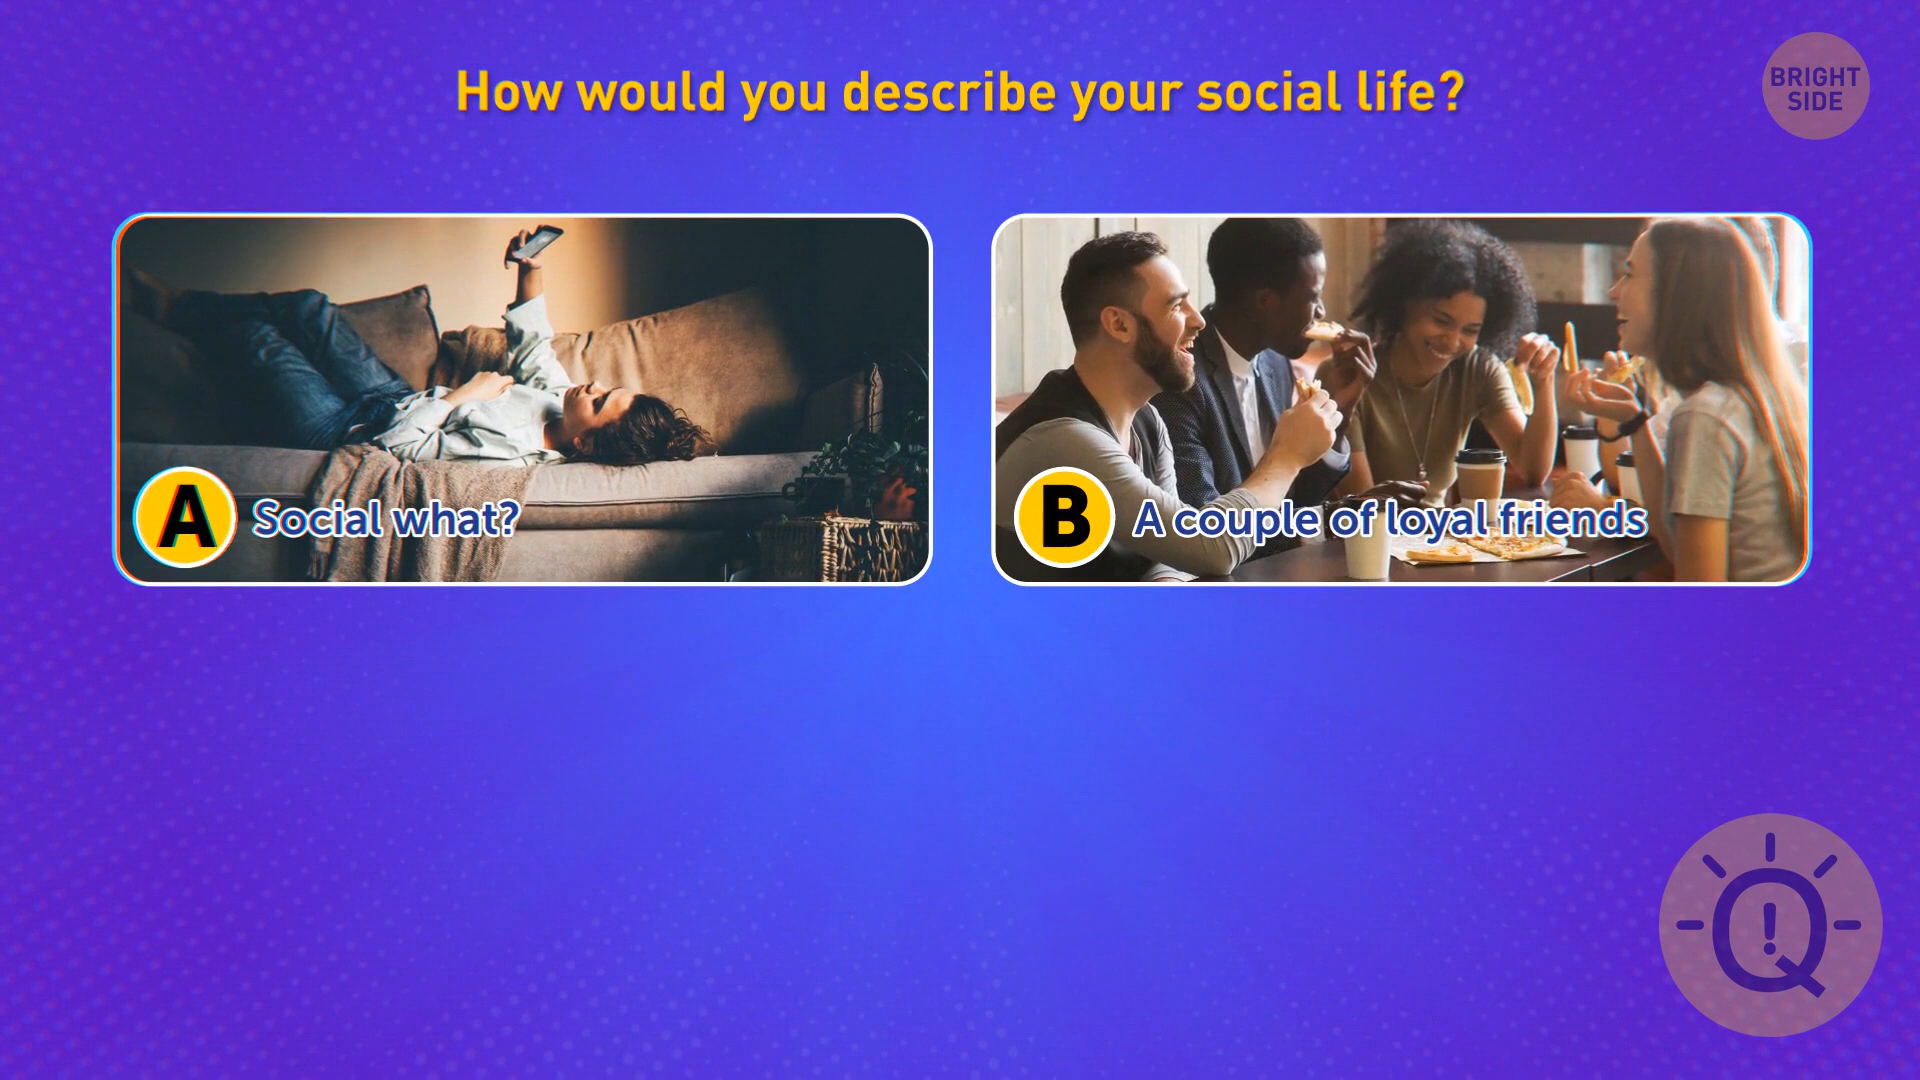 How would you describe your social life?
BRIGHT
SIDE
A Social what?
B A couple of loyal friends
Q!